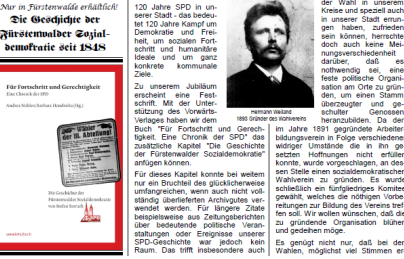 Nur in Fürstenwalde erhältlich!
Die Geschichte der
Fürstenwalder Sozial-
demokratie seit 1848
Für Fortschritt und Gerechtigkeit
Eine Chronik der SPD
Wähler
der III. Abteilung!
Die Geschichte der
Fürstenwalder Sozialdemokratie
120 Jahre SPD in un-
serer Stadt - das bedeu-
tet 120 Jahre Kampf um
Demokratie und Frei-
heit, um sozialen Fort-
schritt und humanitäre
Ideale und um ganz
konkrete kommunale
Ziele.
Zu unserem Jubiläum
erscheint eine Fest-
schrift. Mit der Unter-
stützung des Vorwärts-
Verlages haben wir dem
Buch "Für Fortschritt und Gerech-
tigkeit. Eine Chronik der SPD" das
zusätzliche Kapitel "Die Geschichte
der Fürstenwalder Sozialdemokratie"
anfügen können.
Für dieses Kapitel konnte bei weitem
nur ein Bruchteil des glücklicherweise
umfangreichen, wenn auch nicht voll-
ständig überlieferten Archivgutes ver-
wendet werden. Für längere Zitate
beispielsweise aus Zeitungsberichten
über bedeutende politische Veran-
staltungen oder Ereignisse unserer
SPD-Geschichte war jedoch kein
Raum. Das trifft insbesondere auch
Hermann Weiland
1893 Gründer des Wahlvereins
der Wahl in unserem
Kreise und speziell auch
in unserer Stadt errun-
gen haben, zufrieden
sein können, herrschte
doch auch keine Mei-
nungsverschiedenheit
darüber, daß es
notwendig sei, eine
feste politische Organi-
sation am Orte zu grün-
den, um einen Stamm
überzeugter und ge-
schulter Genossen
heranzubilden. Da der
im Jahre 1891 gegründete Arbeiter
bildungsverein in Folge verschiedene
widriger Umstände die in ihn ge-
setzten Hoffnungen nicht erfüller
konnte, wurde vorgeschlagen, an des
sen Stelle einen sozialdemokratischer
Wahlverein zu gründen. Es wurde
schließlich ein fünfgliedriges Komitee
gewählt, welches die nöthigen Vorbe
reitungen zur Bildung des Vereins tref
fen soll. Wir wollen wünschen, daß die
zu gründende Organisation blüher
und gedeihen möge.
Es genügt nicht nur, daß bei der
Wahlen, möglichst viel Stimmen er